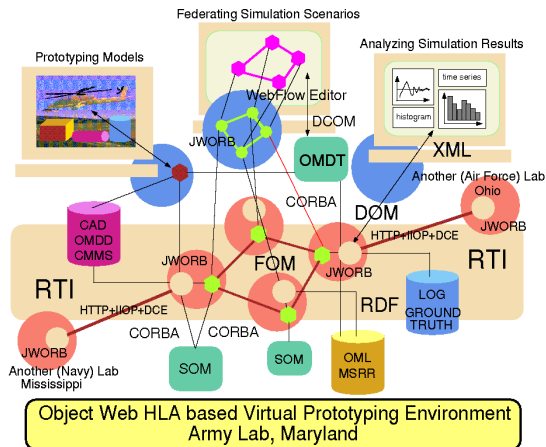 Federating Simulation Scenarios
Prototyping Models
Analyzing Simulation Results
time series
histogram
WebFlow Editor
DCOM
JWORB
OMDT
XML
Another (Air Force) Lab
Ohio
JWORB
CORBA
DOM
CAD
OMDD
CMMS
HTTP+IIOP+DCE
JWORB
FOM
JWORB
RTI
RTI
HTTP+IIOP+DCE
RDF
LOG
GROUND
TRUTH
CORBA
CORBA
JWORB
Another (Navy) Lab
Mississippi
SOM
SOM
OML
MSRR
Object Web HLA based Virtual Prototyping Environment
Army Lab, Maryland